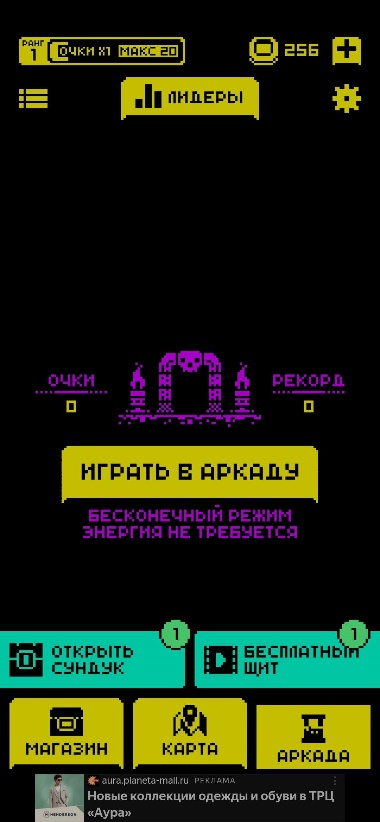 РАНГ
1
ОЧКИ X1 МАКС 20
256
ЛИДЕРЫ
ОЧКИ
0
РЕКОРД
0
ИГРАТЬ В АРКАДУ
БЕСКОНЕЧНЫЙ РЕЖИМ
ЭНЕРГИЯ НЕ ТРЕБУЕТСЯ
1
ОТКРЫТЬ
СУНДУК
1
БЕСПЛАТНЫЙ
ЩИТ
МАГАЗИН
КАРТА
АРКАДА
aura.planeta-mall.ru РЕКЛАМА
Новые коллекции одежды и обуви в ТРЦ
«Аура»
HENDERSON